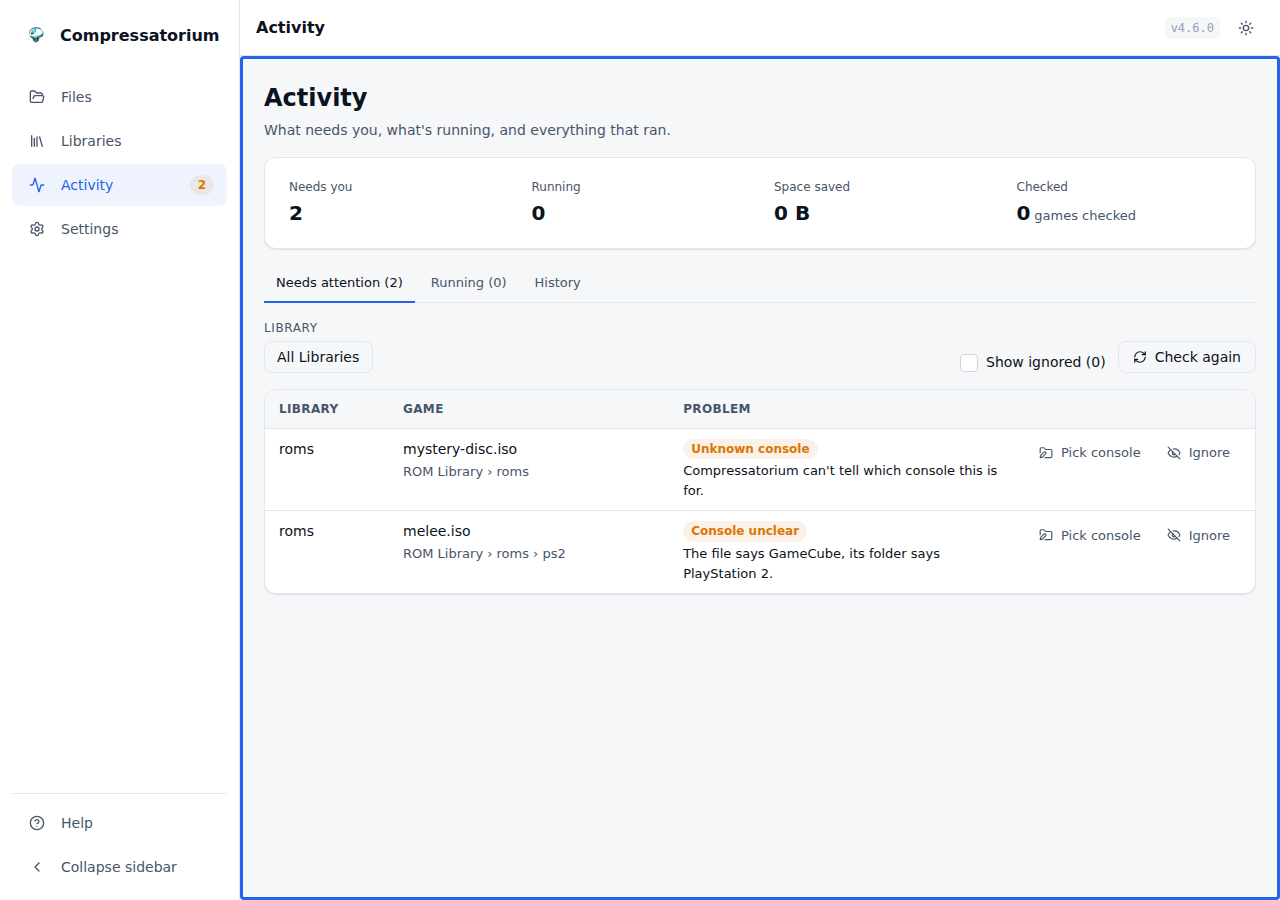 Compressatorium
Files
Libraries
Activity 2
Settings
Help
Collapse sidebar
Activity
v4.6.0
Activity
What needs you, what's running, and everything that ran.
Needs you
2
Running
0
Space saved
0 B
Checked
0 games checked
Needs attention (2) Running (0) History
LIBRARY
All Libraries
Show ignored (0) Check again
LIBRARY GAME PROBLEM
roms
mystery-disc.iso
ROM Library › roms
Unknown console
Compressatorium can't tell which console this is
for.
Pick console Ignore
roms
melee.iso
ROM Library › roms › ps2
Console unclear
The file says GameCube, its folder says
PlayStation 2.
Pick console Ignore